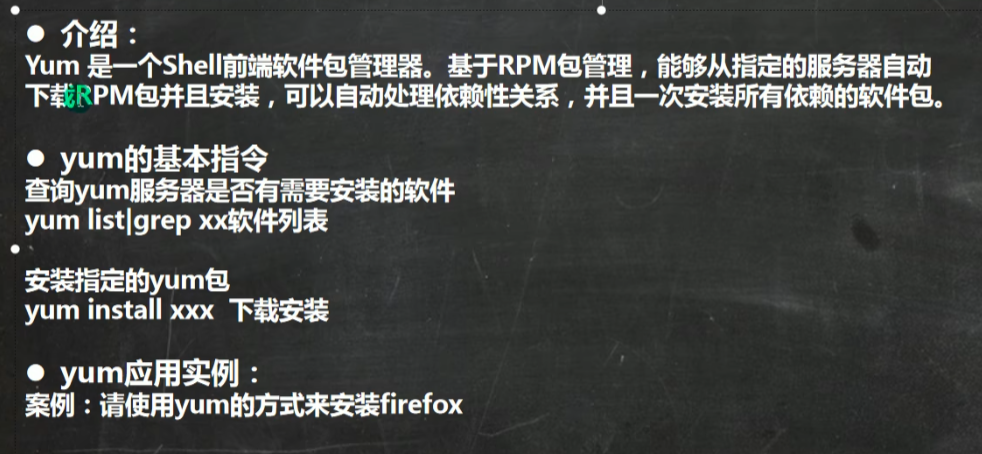 ● 介绍：
Yum 是一个Shell前端软件包管理器。基于RPM包管理，能够从指定的服务器自动
下载RPM包并且安装，可以自动处理依赖性关系，并且一次安装所有依赖的软件包。
● yum的基本指令
查询yum服务器是否有需要安装的软件
yum list|grep xx软件列表
安装指定的yum包
yum install xxx 下载安装
● yum应用实例：
案例：请使用yum的方式来安装firefox